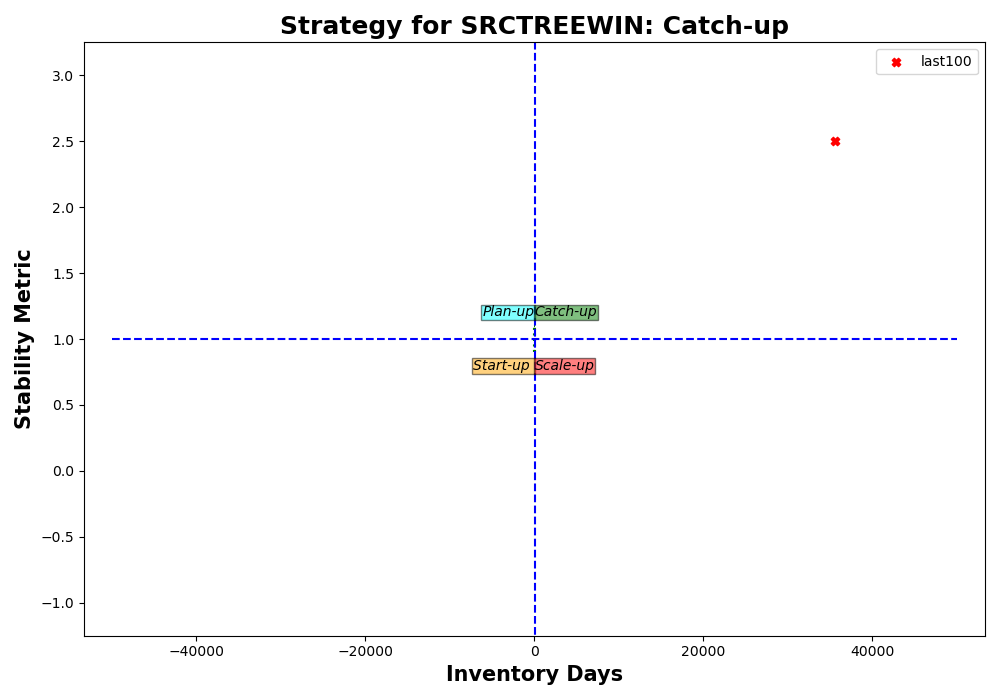 Strategy for SRCTREEWIN: Catch-up
last100
3.0
2.5
2.0
1.5
1.0
0.5
0.0
−0.5
−1.0
Stability Metric
Plan-up
Catch-up
Start-up
Scale-up
−40000
−20000
0
20000
40000
Inventory Days